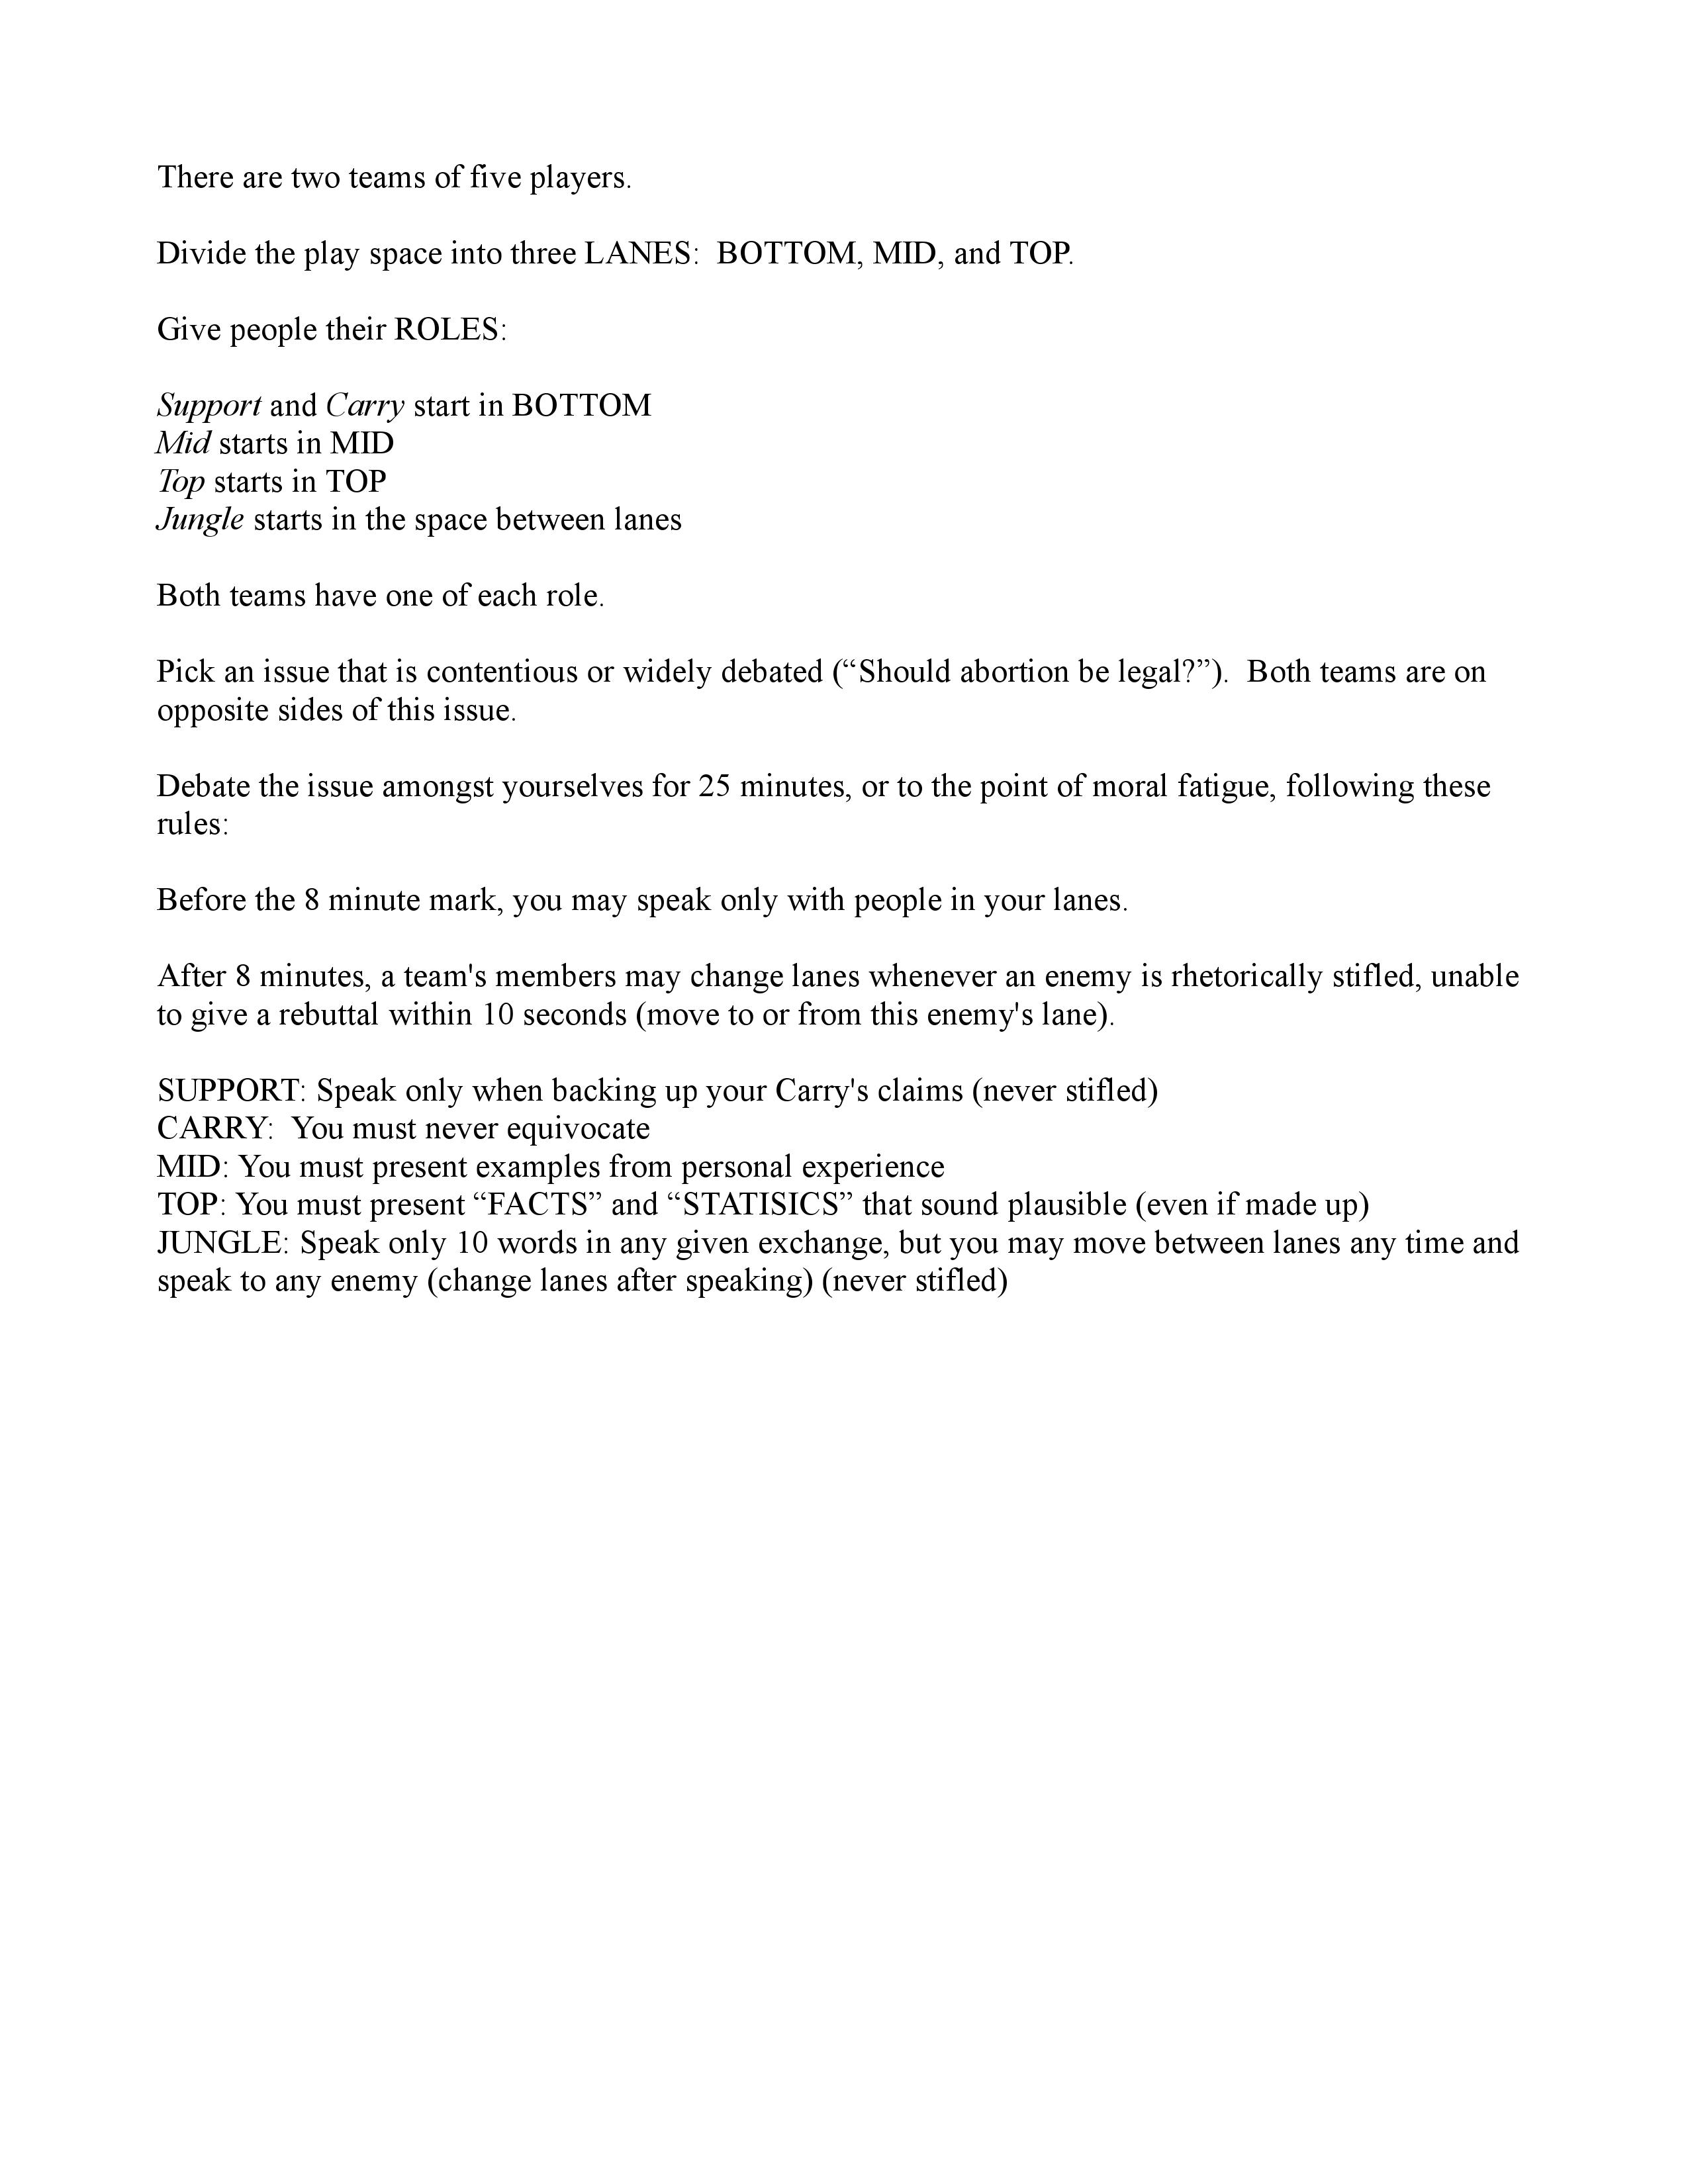 There are two teams of five players.
Divide the play space into three LANES:  BOTTOM, MID, and TOP.
Give people their ROLES:
Support and Carry start in BOTTOM
Mid starts in MID
Top starts in TOP
Jungle starts in the space between lanes
Both teams have one of each role.
Pick an issue that is contentious or widely debated (“Should abortion be legal?”).  Both teams are on
opposite sides of this issue.
Debate the issue amongst yourselves for 25 minutes, or to the point of moral fatigue, following these
rules:
Before the 8 minute mark, you may speak only with people in your lanes.
After 8 minutes, a team's members may change lanes whenever an enemy is rhetorically stifled, unable
to give a rebuttal within 10 seconds (move to or from this enemy's lane).
SUPPORT: Speak only when backing up your Carry's claims (never stifled)
CARRY:  You must never equivocate
MID: You must present examples from personal experience
TOP: You must present “FACTS” and “STATISICS” that sound plausible (even if made up)
JUNGLE: Speak only 10 words in any given exchange, but you may move between lanes any time and
speak to any enemy (change lanes after speaking) (never stifled)